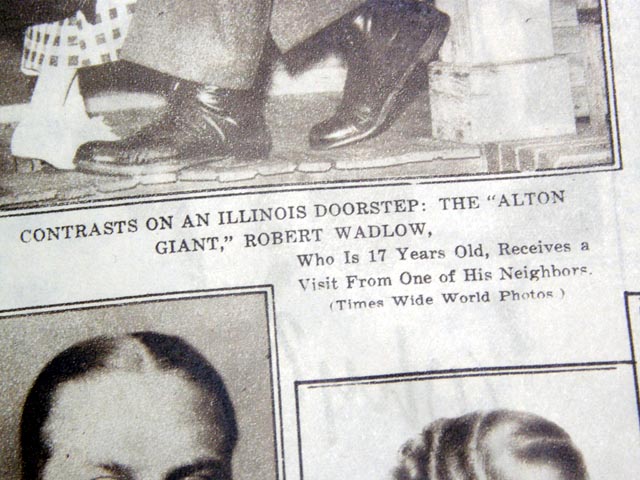 CONTRASTS ON AN ILLINOIS DOORSTEP: THE "ALTON
GIANT," ROBERT WADLOW,
Who Is 17 Years Old, Receives a
Visit From One of His Neighbors.
(Times Wide World Photos.)